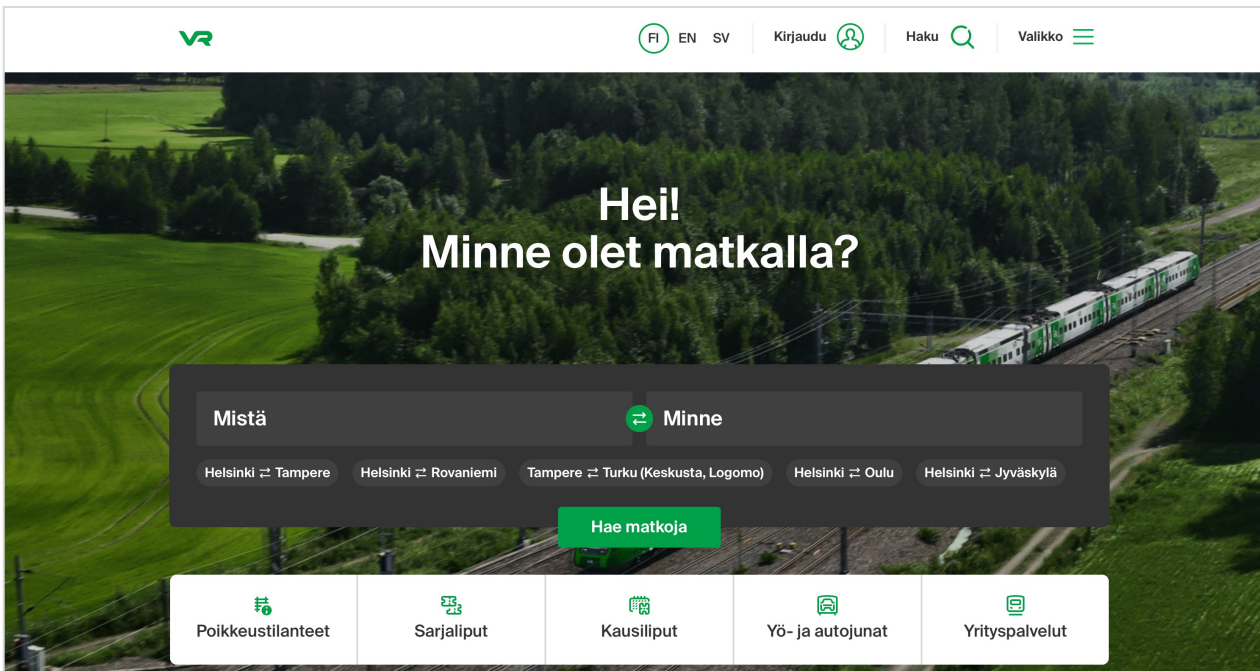 VR
FI EN SV Kirjaudu Haku Valikko
Hei!
Minne olet matkalla?
Mistä Minne
Helsinki ⇄ Tampere Helsinki ⇄ Rovaniemi Tampere ⇄ Turku (Keskusta, Logomo) Helsinki ⇄ Oulu Helsinki ⇄ Jyväskylä
Hae matkoja
Poikkeustilanteet Sarjaliput Kausiliput Yö- ja autojunat Yrityspalvelut